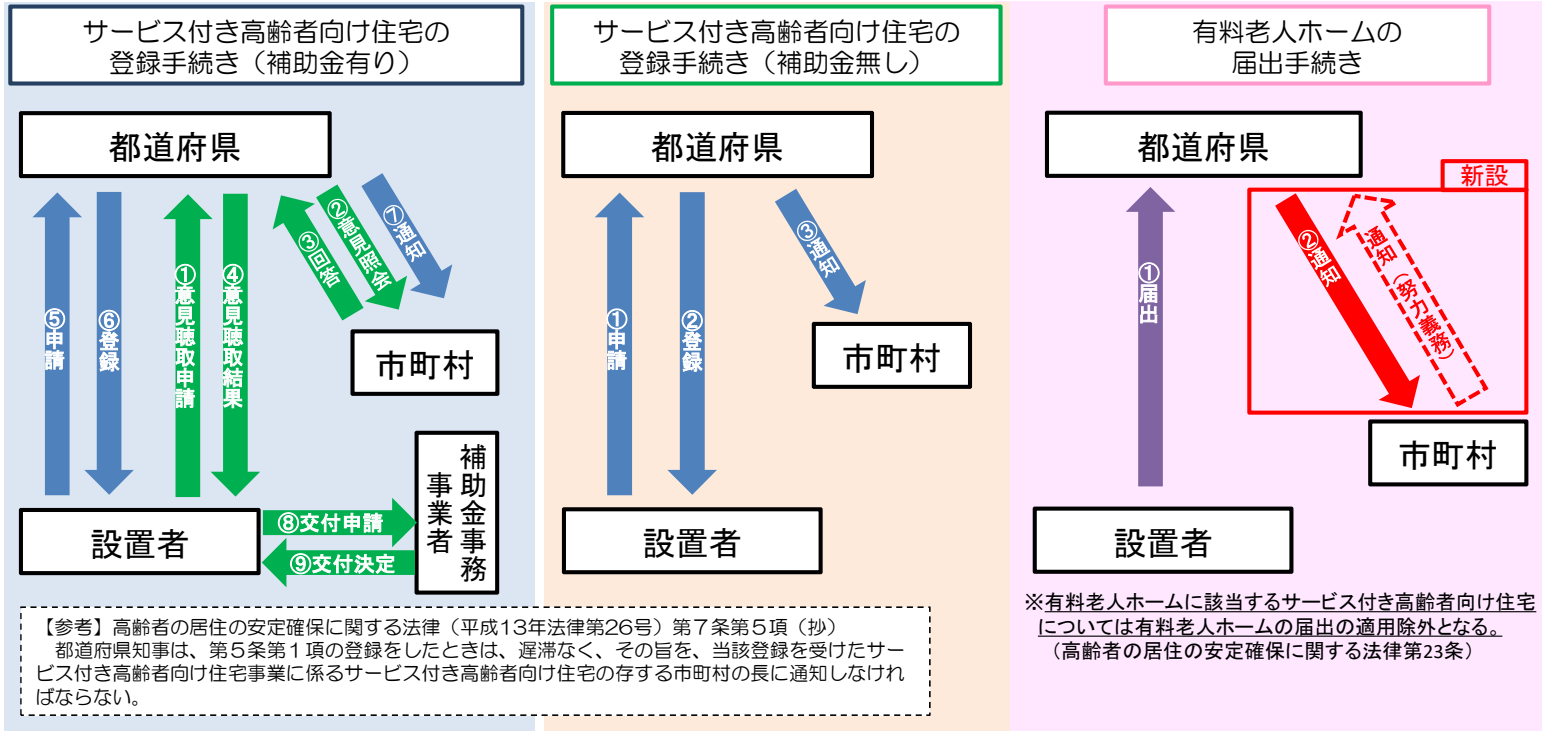 サービス付き高齢者向け住宅の
登録手続き（補助金有り）
都道府県
⑤申請
⑥登録
①意見聴取申請
④意見聴取結果
③回答
②意見照会
⑦通知
市町村
設置者
⑧交付申請
⑨交付決定
補助金事務
事業者
サービス付き高齢者向け住宅の
登録手続き（補助金無し）
都道府県
①申請
②登録
③通知
市町村
設置者
【参考】高齢者の居住の安定確保に関する法律（平成13年法律第26号）第７条第５項（抄）
都道府県知事は、第５条第１項の登録をしたときは、遅滞なく、その旨を、当該登録を受けたサー
ビス付き高齢者向け住宅事業に係るサービス付き高齢者向け住宅の存する市町村の長に通知しなけれ
ばならない。
有料老人ホームの
届出手続き
都道府県
新設
①届出
②通知
通知（努力義務）
市町村
設置者
※有料老人ホームに該当するサービス付き高齢者向け住宅
については有料老人ホームの届出の適用除外となる。
（高齢者の居住の安定確保に関する法律第23条）